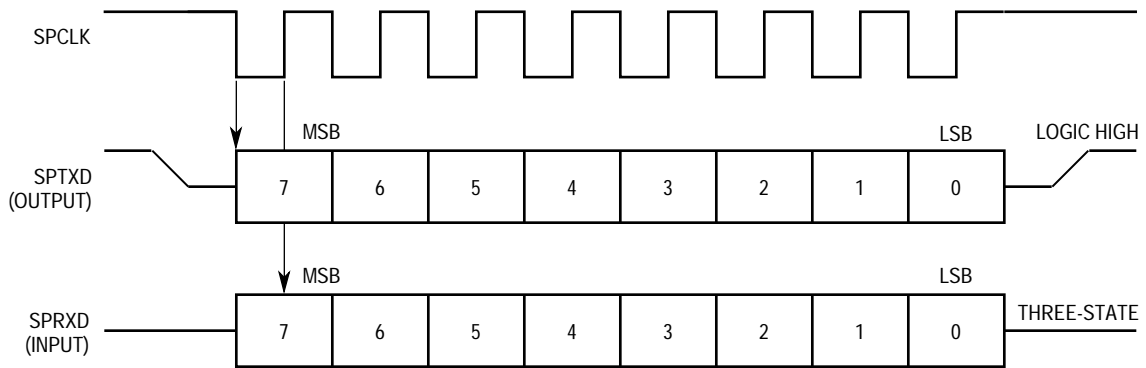 SPCLK
MSB
LSB
LOGIC HIGH
SPTXD
(OUTPUT)
7 6 5 4 3 2 1 0
MSB
LSB
THREE-STATE
SPRXD
(INPUT)
7 6 5 4 3 2 1 0